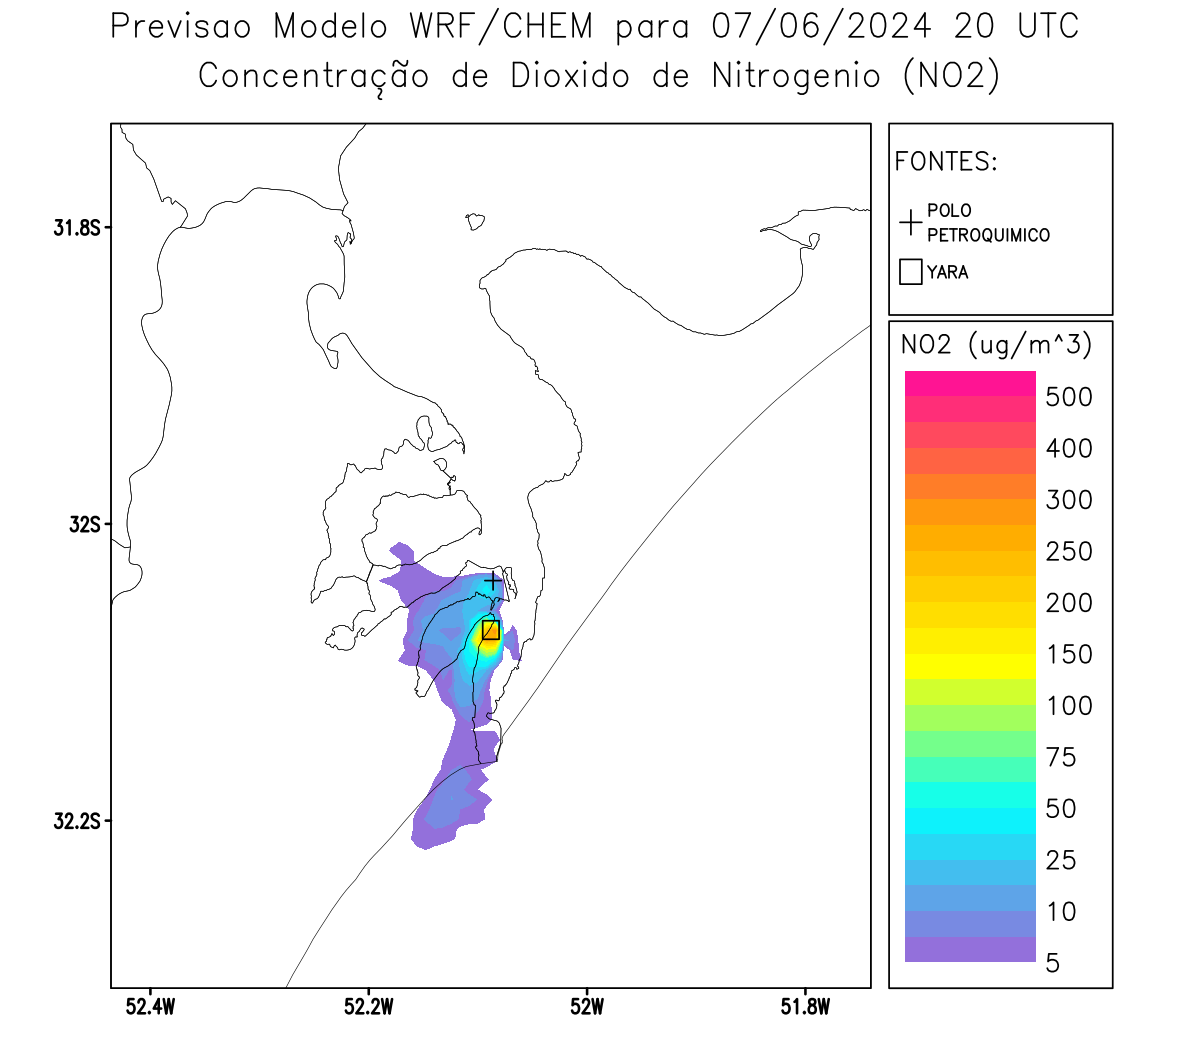 Previsao Modelo WRF/CHEM para 07/06/2024 20 UTC
Concentração de Dioxido de Nitrogenio (NO2)
FONTES:
POLO
PETROQUIMICO
YARA
NO2 (ug/m^3)
500
400
300
250
200
150
100
75
50
25
10
5
31.8S
32S
32.2S
52.4W
52.2W
52W
51.8W